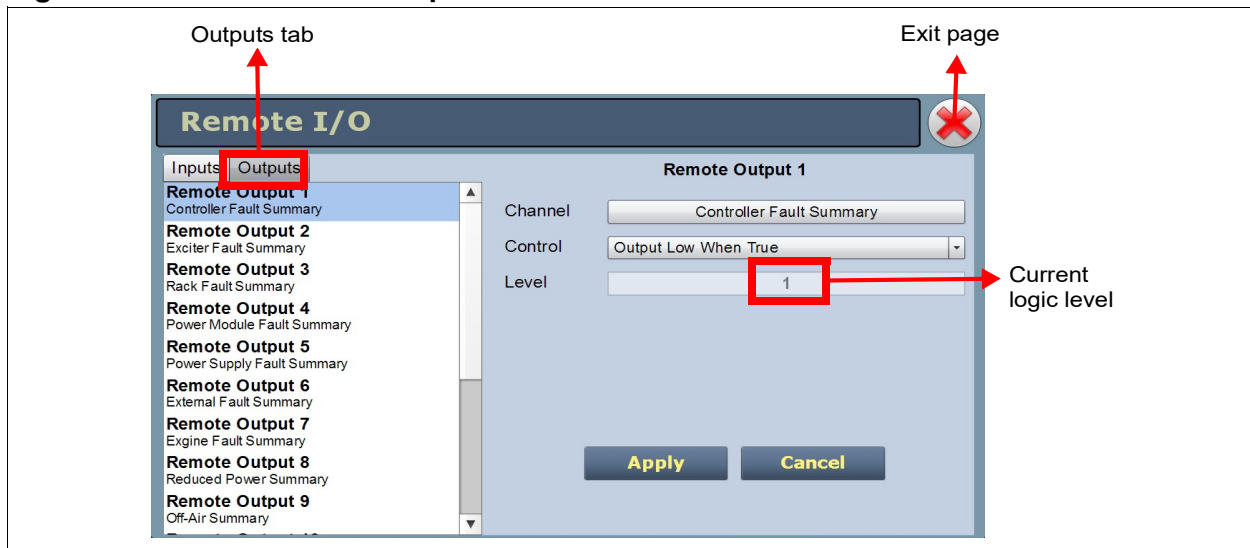 Outputs tab
Exit page
Remote I/O
Inputs Outputs
Remote Output 1
Controller Fault Summary
Remote Output 2
Exciter Fault Summary
Remote Output 3
Rack Fault Summary
Remote Output 4
Power Module Fault Summary
Remote Output 5
Power Supply Fault Summary
Remote Output 6
External Fault Summary
Remote Output 7
Exgine Fault Summary
Remote Output 8
Reduced Power Summary
Remote Output 9
Off-Air Summary
Remote Output 1
Channel Controller Fault Summary
Control Output Low When True
Level 1
Current
logic level
Apply Cancel